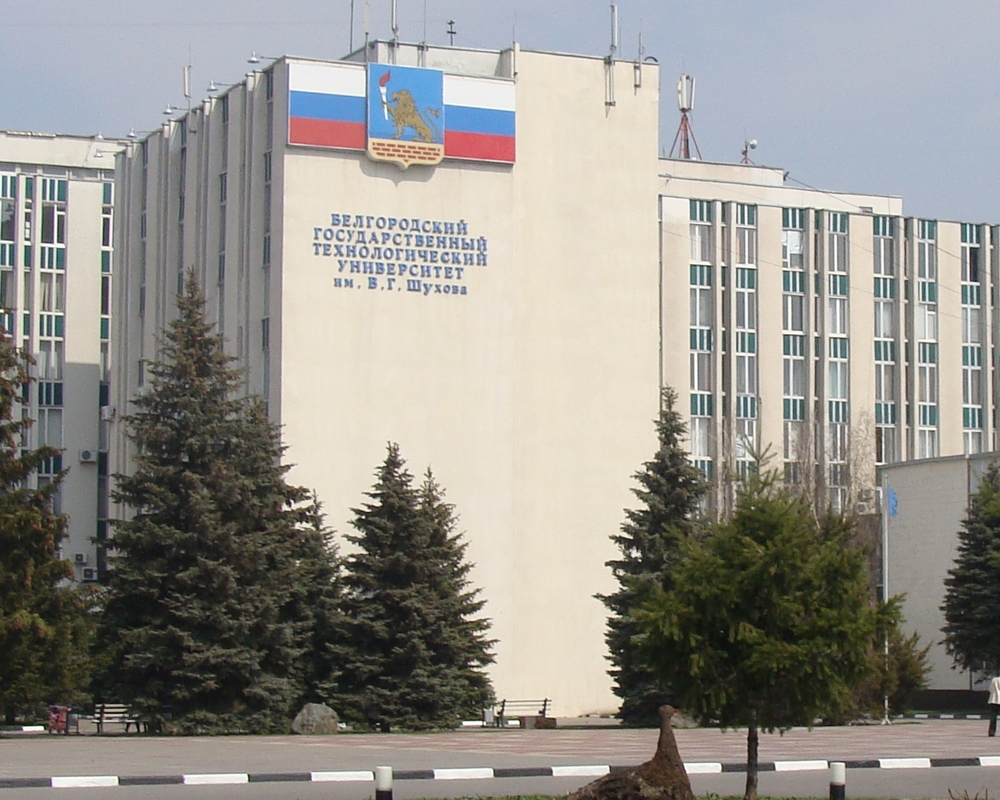 БЕЛГОРОДСКИЙ
ГОСУДАРСТВЕННЫЙ
ТЕХНОЛОГИЧЕСКИЙ
УНИВЕРСИТЕТ
им. В.Г. Шухова